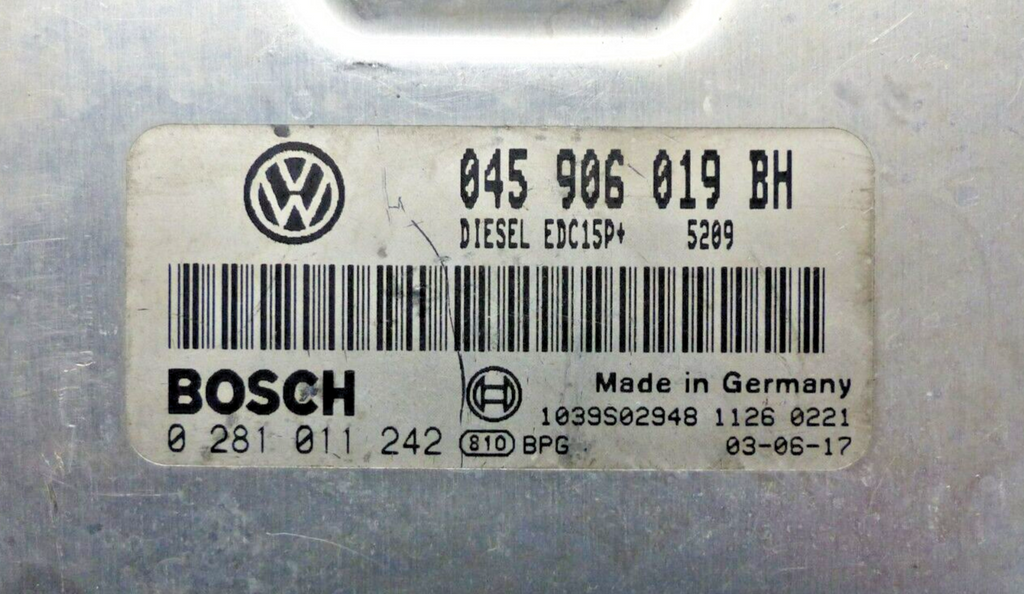 045 906 019 BH
DIESEL EDC15P+ 5209
BOSCH
Made in Germany
1039S02948 1126 0221
0 281 011 242 810 BPG 03-06-17